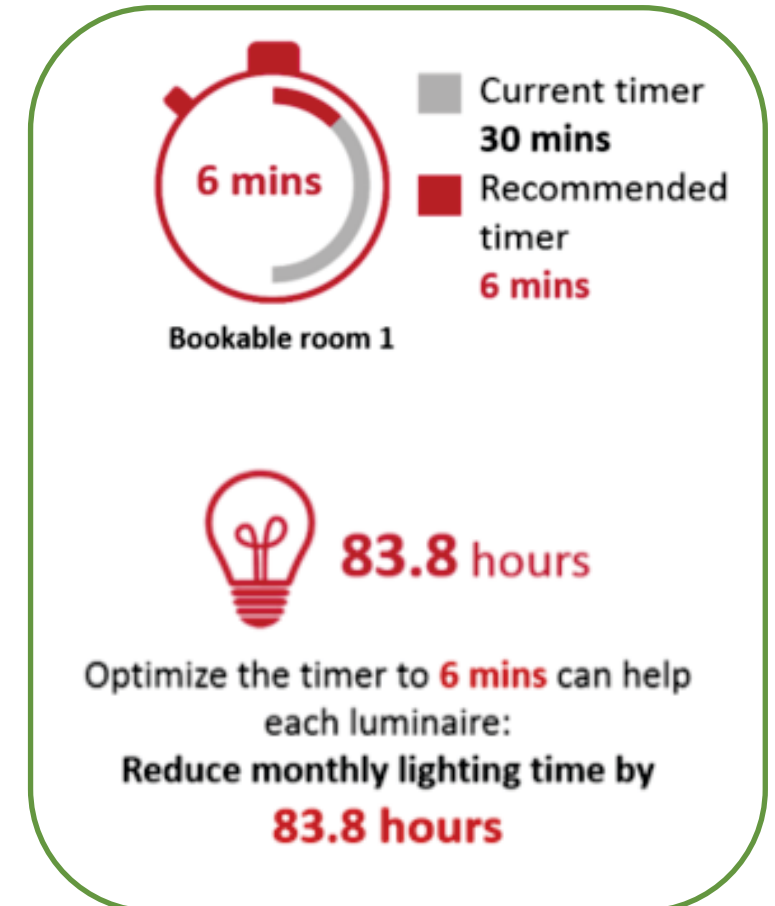 6 mins
Current timer
30 mins
Recommended
timer
6 mins
Bookable room 1
83.8 hours
Optimize the timer to 6 mins can help
each luminaire:
Reduce monthly lighting time by
83.8 hours